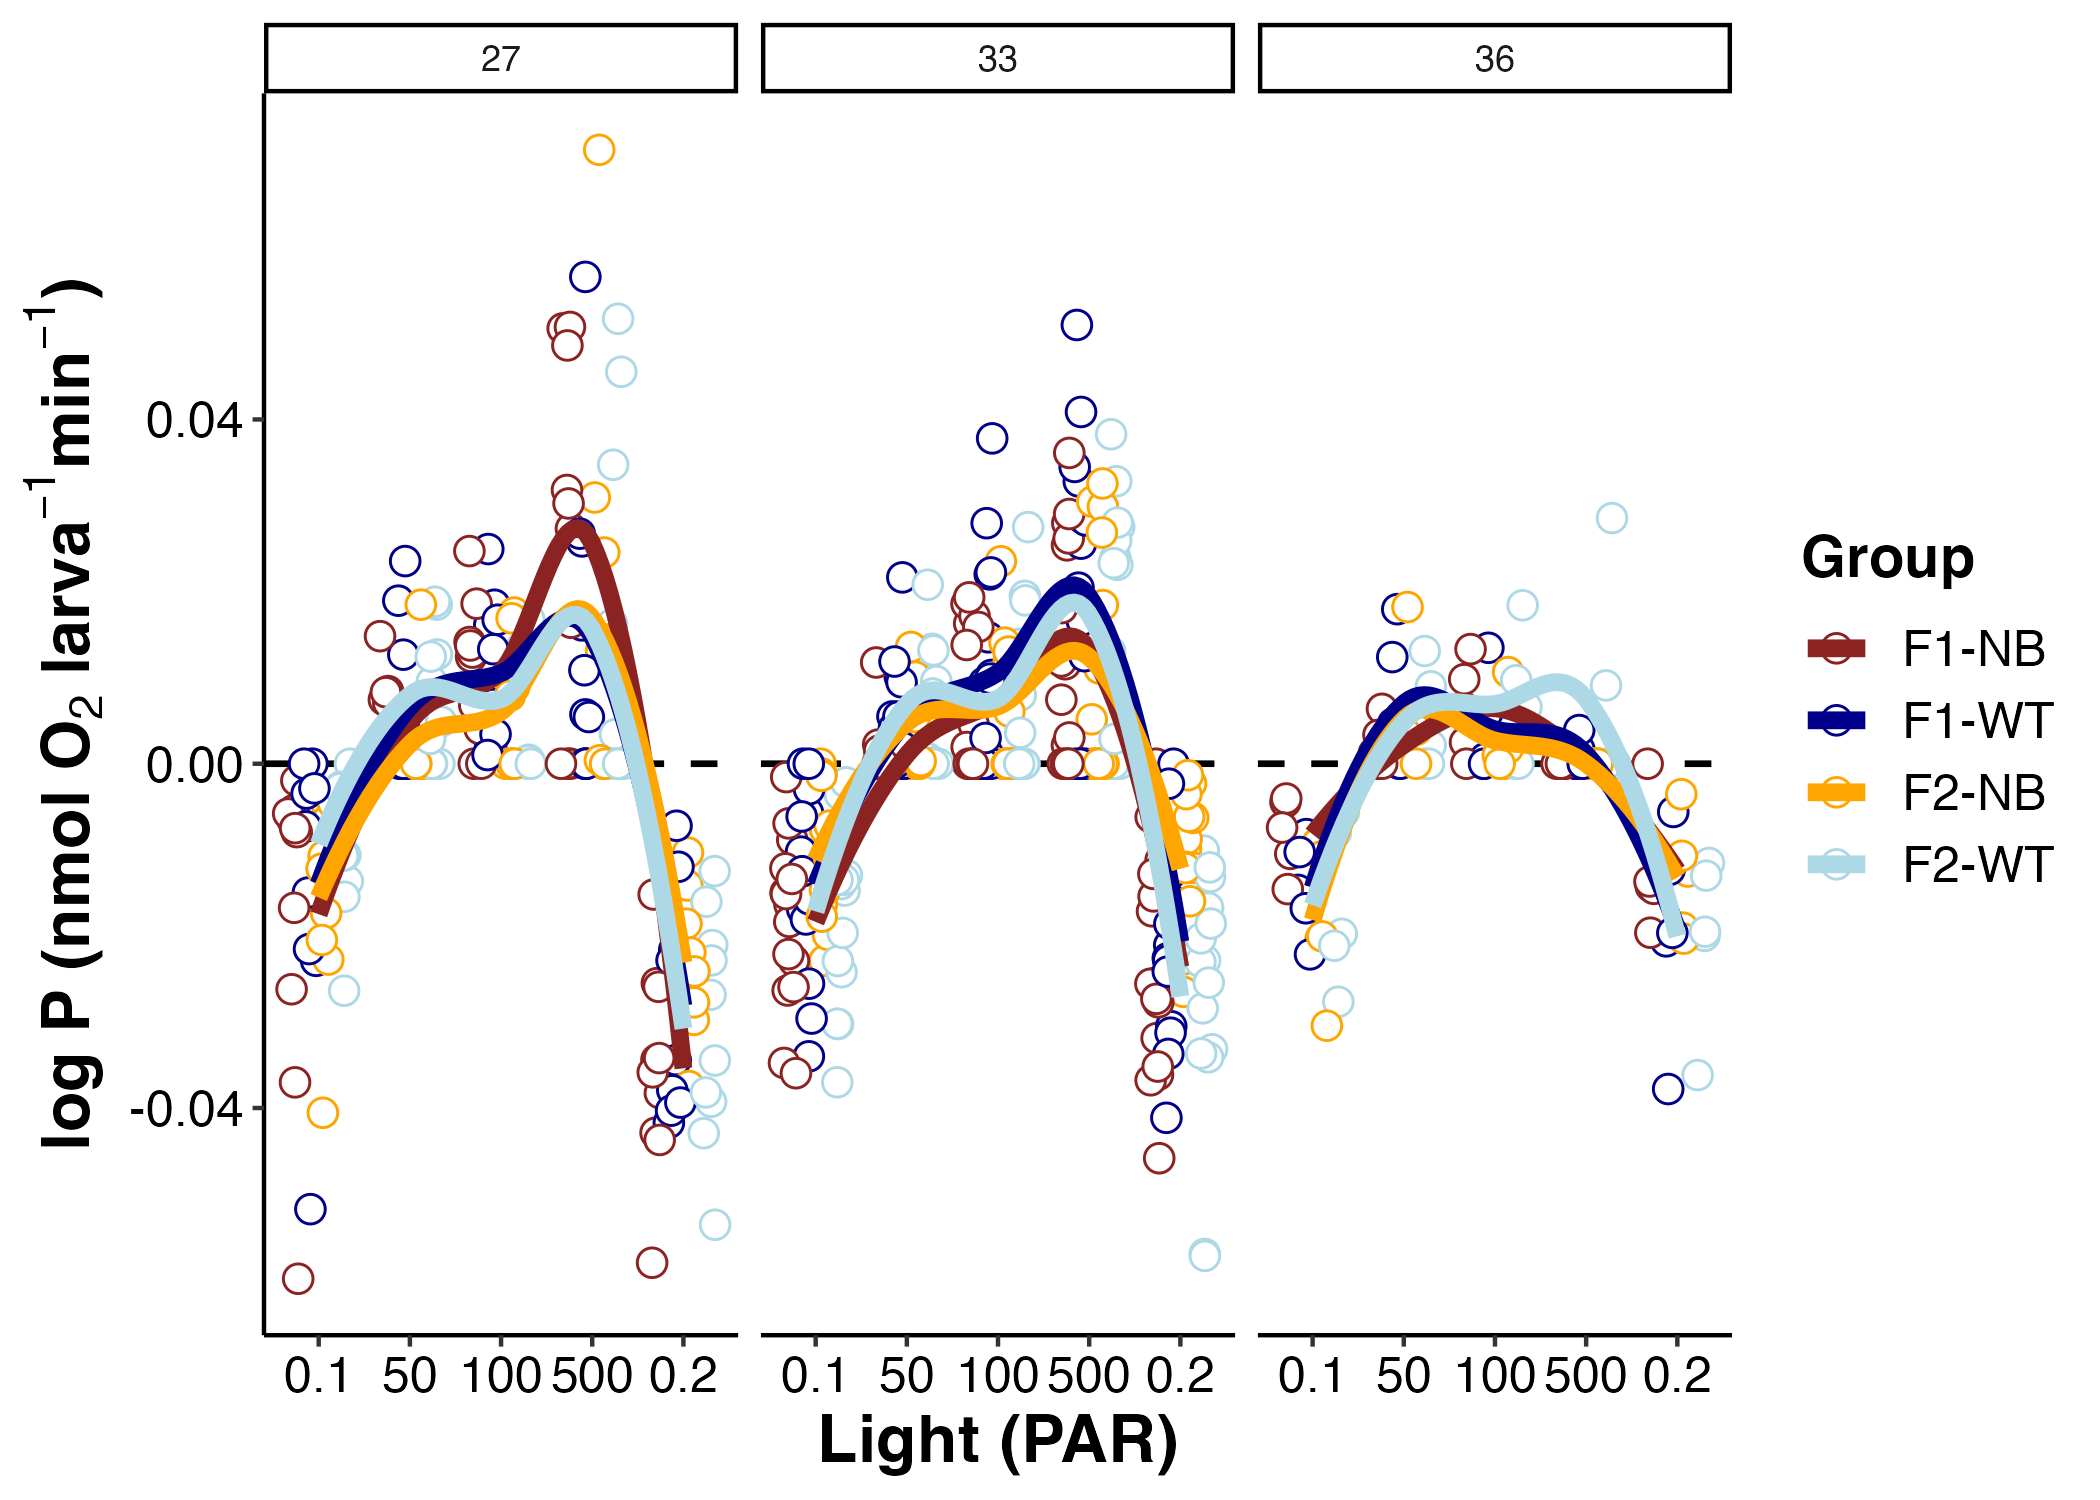 27 33 36
log P (nmol O₂ larva⁻¹ min⁻¹)
0.04
0.00
-0.04
0.1 50 100 500 0.2 0.1 50 100 500 0.2 0.1 50 100 500 0.2
Light (PAR)
Group
F1-NB
F1-WT
F2-NB
F2-WT